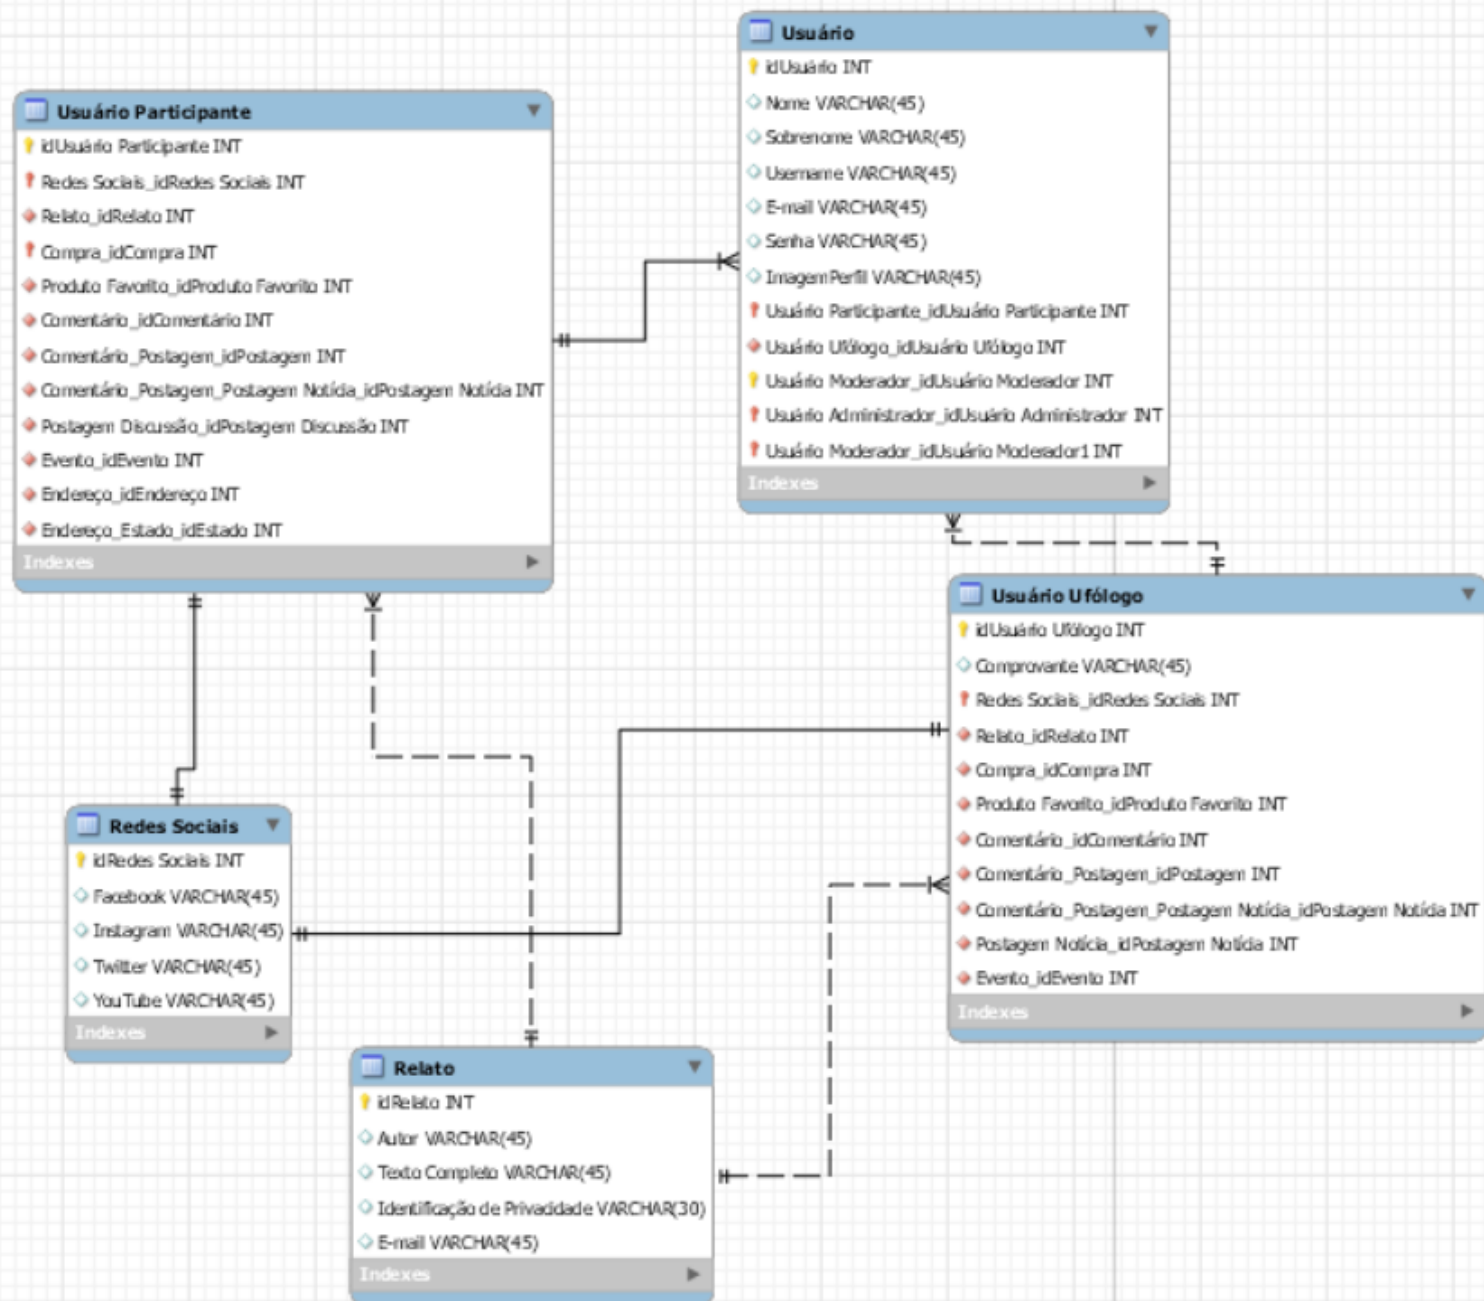 Usuário
idUsuário INT
Nome VARCHAR(45)
Sobrenome VARCHAR(45)
Username VARCHAR(45)
E-mail VARCHAR(45)
Senha VARCHAR(45)
ImagemPerfil VARCHAR(45)
Usuário Participante_idUsuário Participante INT
Usuário Ufólogo_idUsuário Ufólogo INT
Usuário Moderador_idUsuário Moderador INT
Usuário Administrador_idUsuário Administrador INT
Usuário Moderador_idUsuário Moderador1 INT
Indexes
Usuário Participante
idUsuário Participante INT
Redes Sociais_idRedes Sociais INT
Relato_idRelato INT
Compra_idCompra INT
Produto Favorito_idProduto Favorito INT
Comentário_idComentário INT
Comentário_Postagem_idPostagem INT
Comentário_Postagem_Postagem Notícia_idPostagem Notícia INT
Postagem Discussão_idPostagem Discussão INT
Evento_idEvento INT
Endereço_idEndereço INT
Endereço_Estado_idEstado INT
Indexes
Usuário Ufólogo
idUsuário Ufólogo INT
Comprovante VARCHAR(45)
Redes Sociais_idRedes Sociais INT
Relato_idRelato INT
Compra_idCompra INT
Produto Favorito_idProduto Favorito INT
Comentário_idComentário INT
Comentário_Postagem_idPostagem INT
Comentário_Postagem_Postagem Notícia_idPostagem Notícia INT
Postagem Notícia_idPostagem Notícia INT
Evento_idEvento INT
Indexes
Redes Sociais
idRedes Sociais INT
Facebook VARCHAR(45)
Instagram VARCHAR(45)
Twitter VARCHAR(45)
YouTube VARCHAR(45)
Indexes
Relato
idRelato INT
Autor VARCHAR(45)
Texto Completo VARCHAR(45)
Identificação de Privacidade VARCHAR(30)
E-mail VARCHAR(45)
Indexes